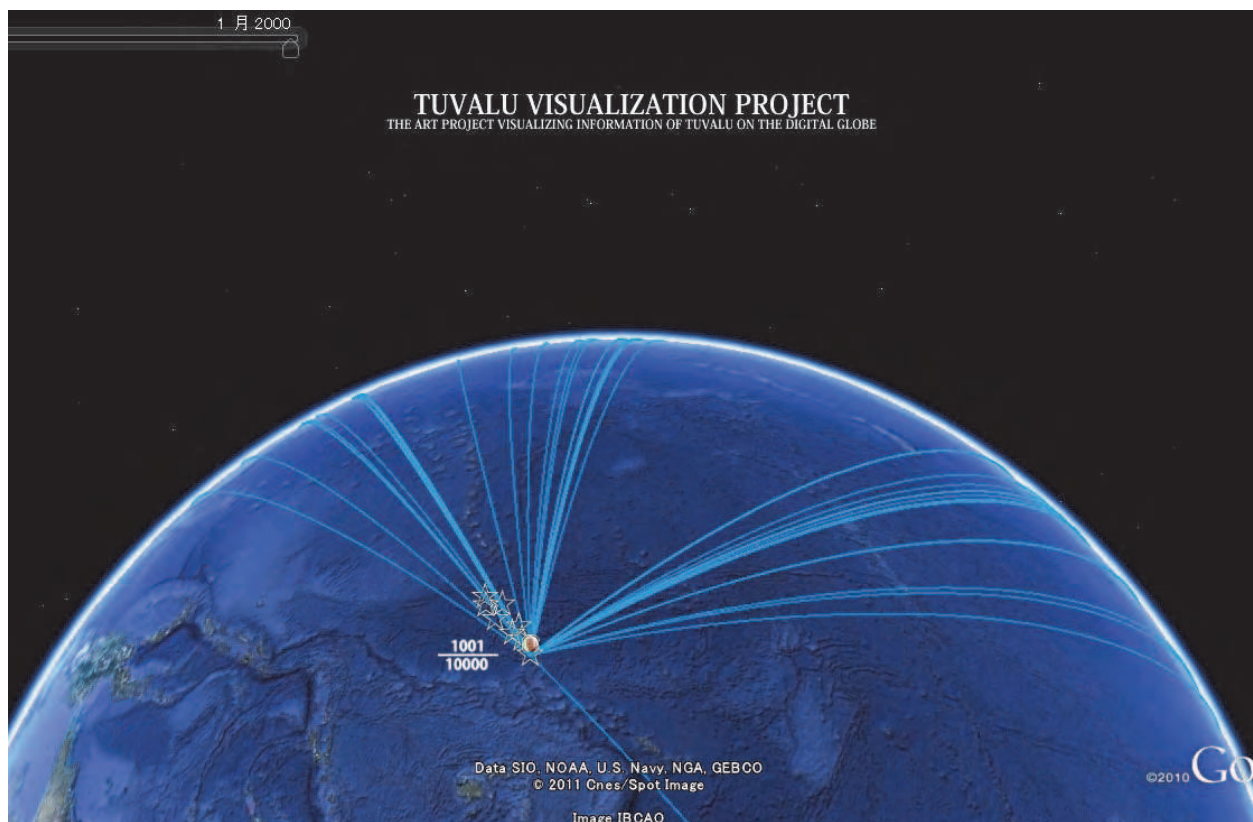 1 月 2000
TUVALU VISUALIZATION PROJECT
THE ART PROJECT VISUALIZING INFORMATION OF TUVALU ON THE DIGITAL GLOBE
1001
10000
Data SIO, NOAA, U.S. Navy, NGA, GEBCO
© 2011 Cnes/Spot Image
©2010 Go
Image IBCAO